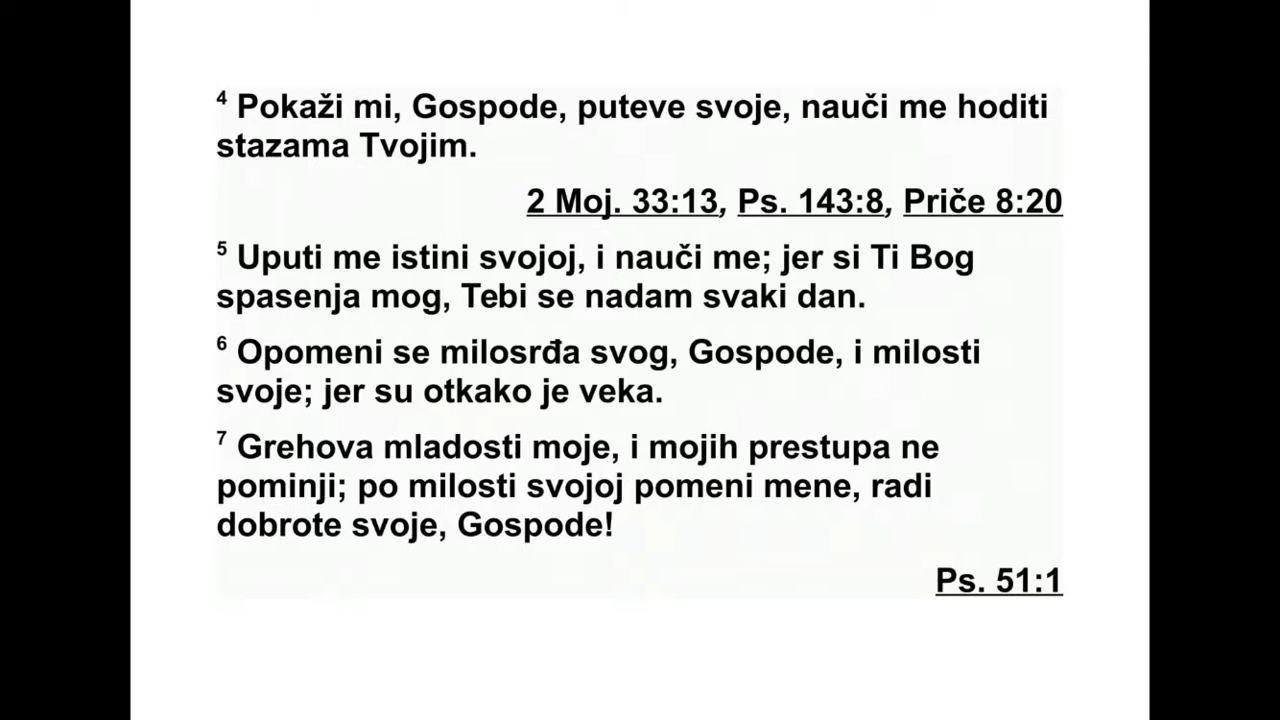 4 Pokaži mi, Gospode, puteve svoje, nauči me hoditi
stazama Tvojim.
2 Moj. 33:13, Ps. 143:8, Priče 8:20
5 Uputi me istini svojoj, i nauči me; jer si Ti Bog
spasenja mog, Tebi se nadam svaki dan.
6 Opomeni se milosrđa svog, Gospode, i milosti
svoje; jer su otkako je veka.
7 Grehova mladosti moje, i mojih prestupa ne
pominji; po milosti svojoj pomeni mene, radi
dobrote svoje, Gospode!
Ps. 51:1